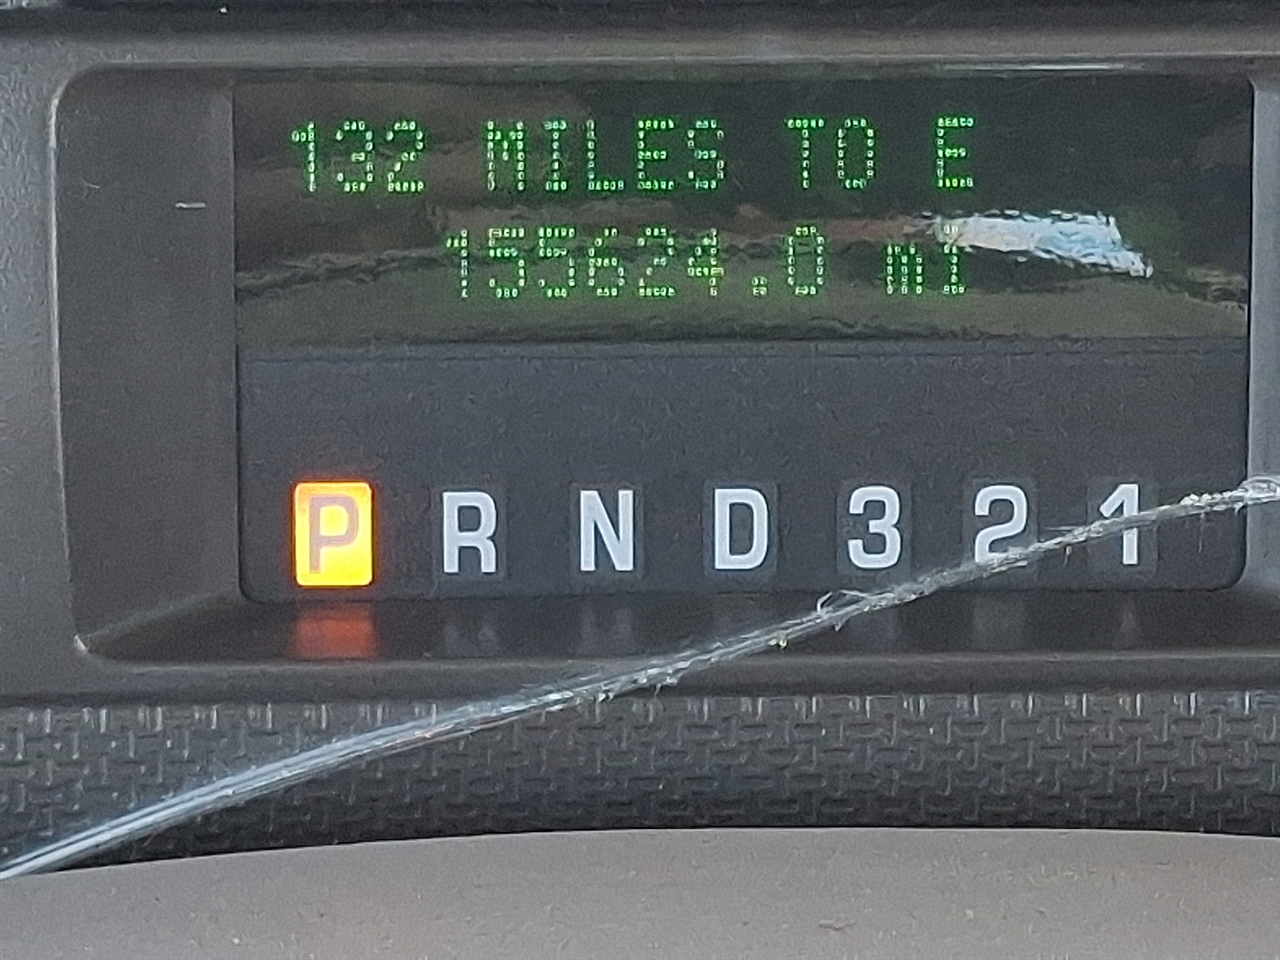 132 MILES TO E
155624.0 mi
P R N D 3 2 1